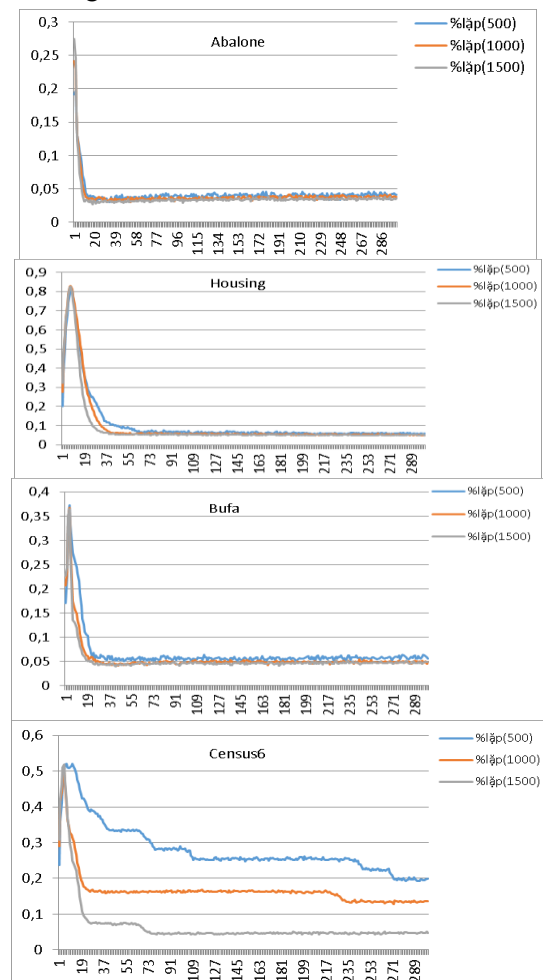 Abalone
%lặp(500)
%lặp(1000)
%lặp(1500)
0,3
0,25
0,2
0,15
0,1
0,05
0
1 20 39 58 77 96 115 134 153 172 191 210 229 248 267 286
Housing
%lặp(500)
%lặp(1000)
%lặp(1500)
0,9
0,8
0,7
0,6
0,5
0,4
0,3
0,2
0,1
0
1 19 37 55 73 91 109 127 145 163 181 199 217 235 253 271 289
Bufa
%lặp(500)
%lặp(1000)
%lặp(1500)
0,4
0,35
0,3
0,25
0,2
0,15
0,1
0,05
0
1 19 37 55 73 91 109 127 145 163 181 199 217 235 253 271 289
Census6
%lặp(500)
%lặp(1000)
%lặp(1500)
0,6
0,5
0,4
0,3
0,2
0,1
0
1 19 37 55 73 91 109 127 145 163 181 199 217 235 253 271 289